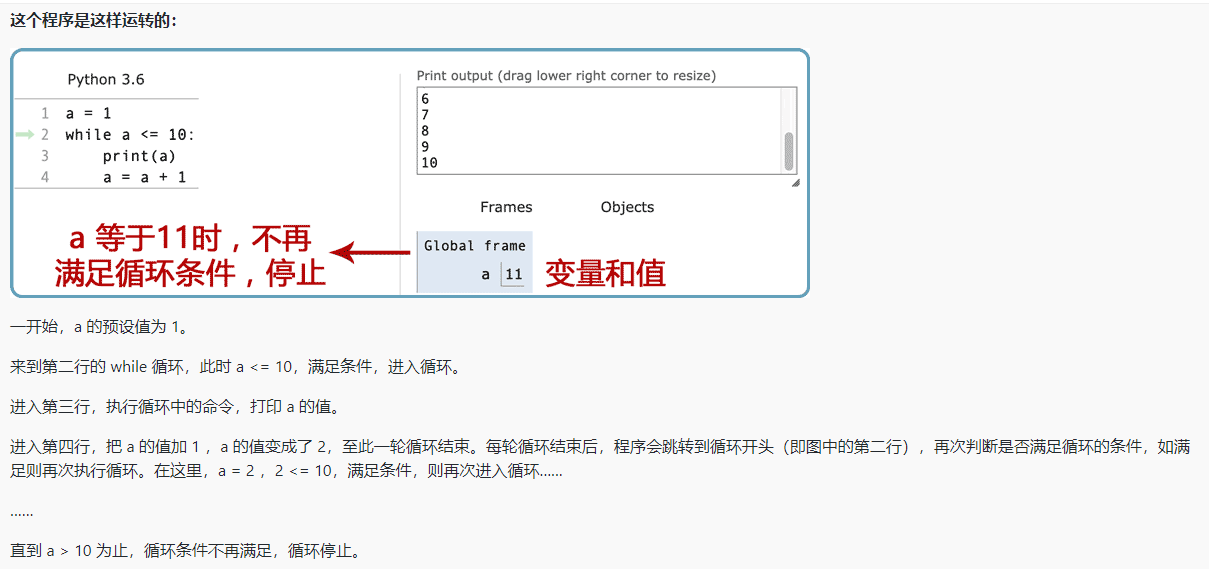 这个程序是这样运转的：
Python 3.6
1 a = 1
2 while a <= 10:
3     print(a)
4     a = a + 1
Print output (drag lower right corner to resize)
6
7
8
9
10
Frames Objects
Global frame
a 11
a 等于11时，不再
满足循环条件，停止
变量和值
一开始，a 的预设值为 1。
来到第二行的 while 循环，此时 a <= 10，满足条件，进入循环。
进入第三行，执行循环中的命令，打印 a 的值。
进入第四行，把 a 的值加 1 ，a 的值变成了 2，至此一轮循环结束。每轮循环结束后，程序会跳转到循环开头（即图中的第二行），再次判断是否满足循环的条件，如满
足则再次执行循环。在这里，a = 2 ，2 <= 10，满足条件，则再次进入循环……
……
直到 a > 10 为止，循环条件不再满足，循环停止。